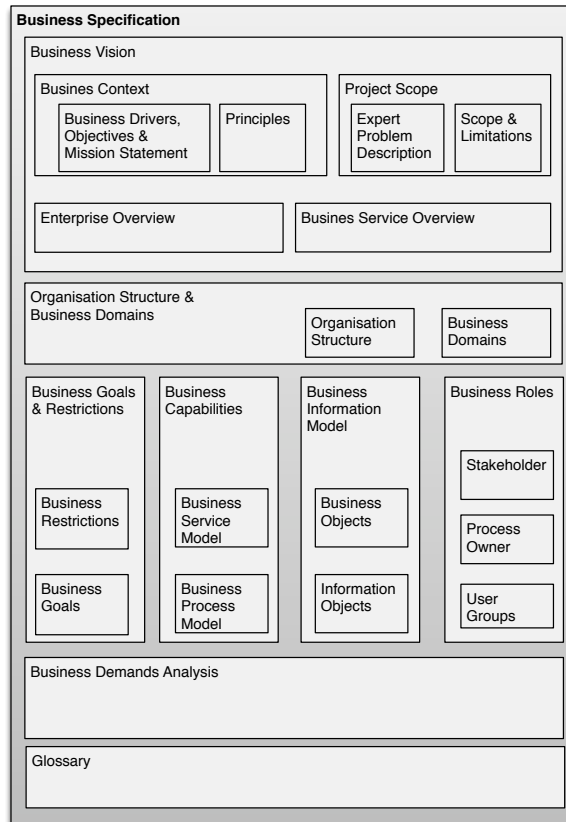 Business Specification
Business Vision
Busines Context
Business Drivers,
Objectives &
Mission Statement
Principles
Project Scope
Expert
Problem
Description
Scope &
Limitations
Enterprise Overview
Busines Service Overview
Organisation Structure &
Business Domains
Organisation
Structure
Business
Domains
Business Goals
& Restrictions
Business
Restrictions
Business
Goals
Business
Capabilities
Business
Service
Model
Business
Process
Model
Business
Information
Model
Business
Objects
Information
Objects
Business Roles
Stakeholder
Process
Owner
User
Groups
Business Demands Analysis
Glossary